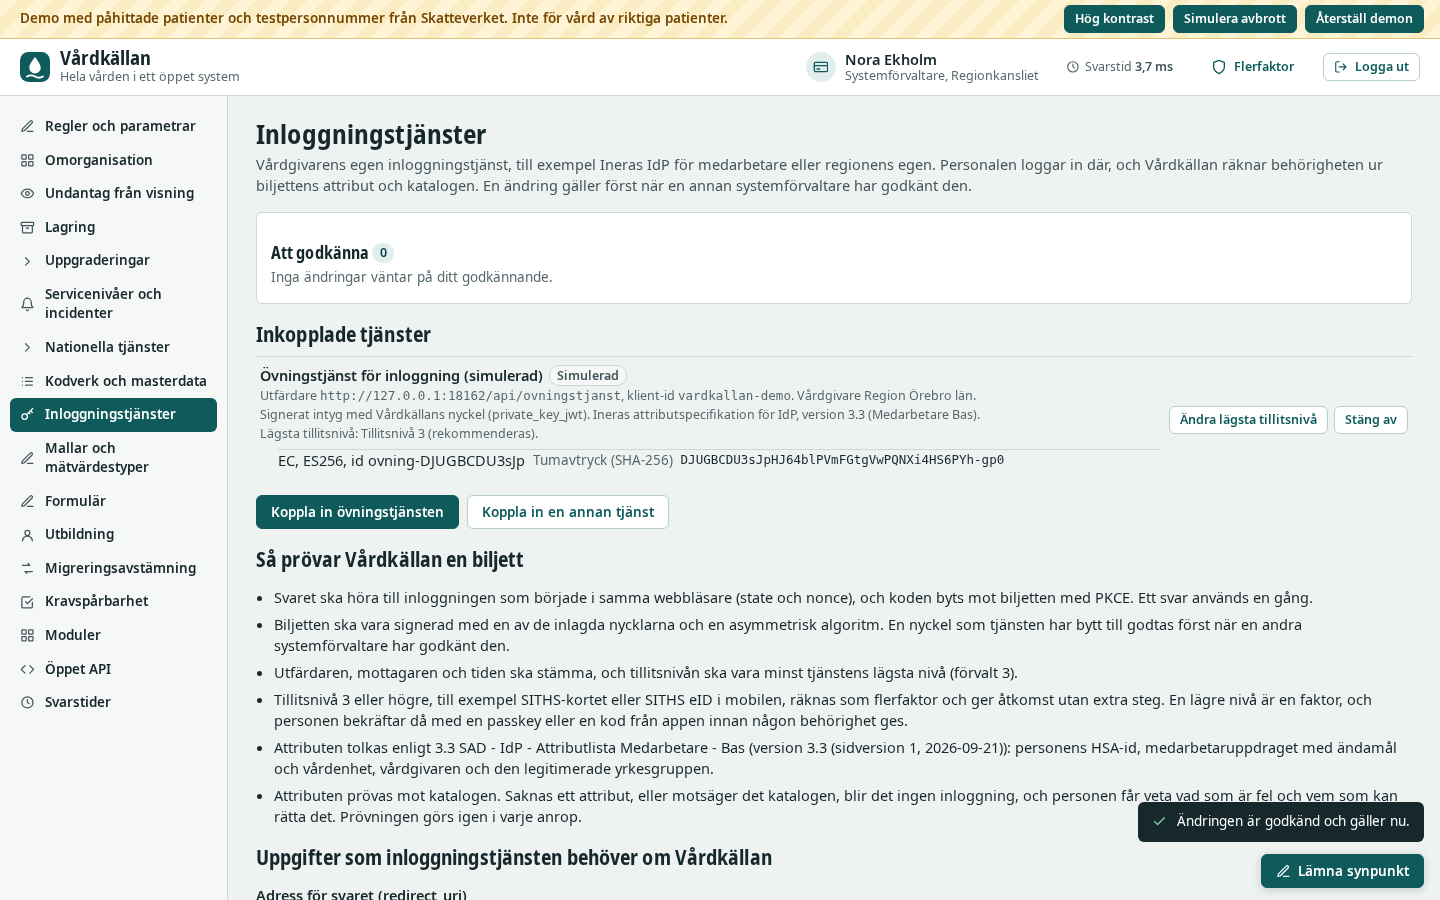 Demo med påhittade patienter och testpersonnummer från Skatteverket. Inte för vård av riktiga patienter.
Hög kontrast
Simulera avbrott
Återställ demon
Vårdkällan
Hela vården i ett öppet system
Nora Ekholm
Systemförvaltare, Regionkansliet
Svarstid 3,7 ms
Flerfaktor
Logga ut
Regler och parametrar
Omorganisation
Undantag från visning
Lagring
Uppgraderingar
Servicenivåer och
incidenter
Nationella tjänster
Kodverk och masterdata
Inloggningstjänster
Mallar och
mätvärdestyper
Formulär
Utbildning
Migreringsavstämning
Kravspårbarhet
Moduler
Öppet API
Svarstider
Inloggningstjänster
Vårdgivarens egen inloggningstjänst, till exempel Ineras IdP för medarbetare eller regionens egen. Personalen loggar in där, och Vårdkällan räknar behörigheten ur
biljettens attribut och katalogen. En ändring gäller först när en annan systemförvaltare har godkänt den.
Att godkänna 0
Inga ändringar väntar på ditt godkännande.
Inkopplade tjänster
Övningstjänst för inloggning (simulerad) Simulerad
Utfärdare http://127.0.0.1:18162/api/ovningstjanst, klient-id vardkallan-demo. Vårdgivare Region Örebro län.
Signerat intyg med Vårdkällans nyckel (private_key_jwt). Ineras attributspecifikation för IdP, version 3.3 (Medarbetare Bas).
Lägsta tillitsnivå: Tillitsnivå 3 (rekommenderas).
Ändra lägsta tillitsnivå
Stäng av
EC, ES256, id ovning-DJUGBCDU3sJp Tumavtryck (SHA-256) DJUGBCDU3sJpHJ64blPVmFGtgVwPQNXi4HS6PYh-gp0
Koppla in övningstjänsten
Koppla in en annan tjänst
Så prövar Vårdkällan en biljett
• Svaret ska höra till inloggningen som började i samma webbläsare (state och nonce), och koden byts mot biljetten med PKCE. Ett svar används en gång.
• Biljetten ska vara signerad med en av de inlagda nycklarna och en asymmetrisk algoritm. En nyckel som tjänsten har bytt till godtas först när en andra
systemförvaltare har godkänt den.
• Utfärdaren, mottagaren och tiden ska stämma, och tillitsnivån ska vara minst tjänstens lägsta nivå (förvalt 3).
• Tillitsnivå 3 eller högre, till exempel SITHS-kortet eller SITHS eID i mobilen, räknas som flerfaktor och ger åtkomst utan extra steg. En lägre nivå är en faktor, och
personen bekräftar då med en passkey eller en kod från appen innan någon behörighet ges.
• Attributen tolkas enligt 3.3 SAD - IdP - Attributlista Medarbetare - Bas (version 3.3 (sidversion 1, 2026-09-21)): personens HSA-id, medarbetaruppdraget med ändamål
och vårdenhet, vårdgivaren och den legitimerade yrkesgruppen.
• Attributen prövas mot katalogen. Saknas ett attribut, eller motsäger det katalogen, blir det ingen inloggning, och personen får veta vad som är fel och vem som kan
rätta det. Prövningen görs igen i varje anrop.
Ändringen är godkänd och gäller nu.
Uppgifter som inloggningstjänsten behöver om Vårdkällan
Lämna synpunkt
Adress för svaret (redirect_uri)